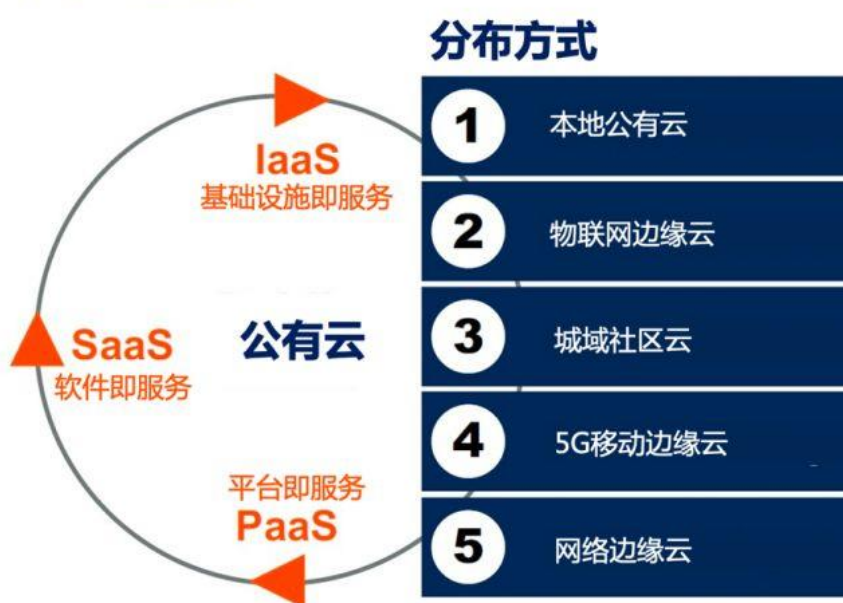 分布方式
IaaS
基础设施即服务
SaaS
软件即服务
公有云
平台即服务
PaaS
1 本地公有云
2 物联网边缘云
3 城域社区云
4 5G移动边缘云
5 网络边缘云